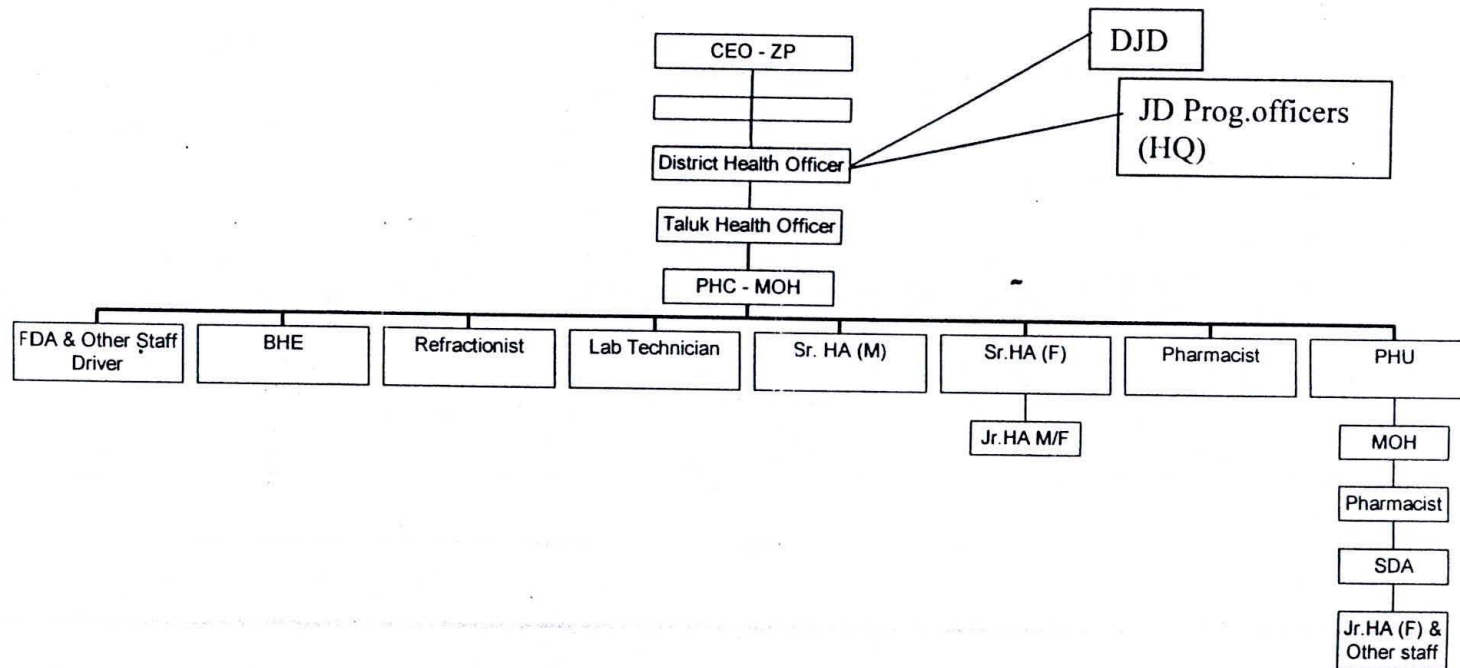 CEO - ZP
DJD
JD Prog.officers
(HQ)
District Health Officer
Taluk Health Officer
PHC - MOH
FDA & Other Staff
Driver
BHE
Refractionist
Lab Technician
Sr. HA (M)
Sr.HA (F)
Pharmacist
PHU
Jr.HA M/F
MOH
Pharmacist
SDA
Jr.HA (F) &
Other staff